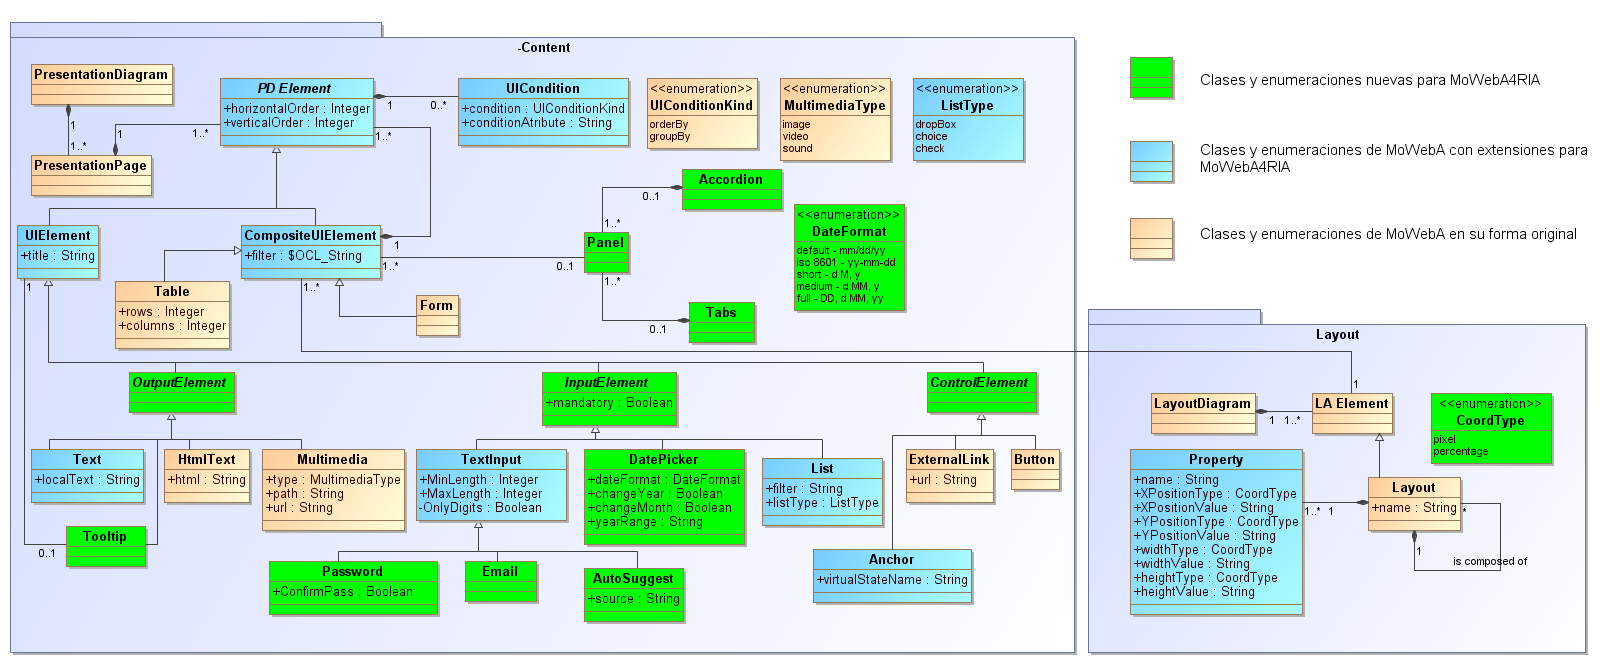 -Content
PresentationDiagram
1
1..*
PresentationPage
1
1..*
PD Element
+horizontalOrder : Integer
+verticalOrder : Integer
1
0..*
1..*
UICondition
+condition : UIConditionKind
+conditionAtribute : String
<<enumeration>>
UIConditionKind
orderBy
groupBy
<<enumeration>>
MultimediaType
image
video
sound
<<enumeration>>
ListType
dropBox
choice
check
Accordion
0..1
1..*
Panel
1..*
<<enumeration>>
DateFormat
default - mm/dd/yy
iso 8601 - yy-mm-dd
short - d M, y
medium - d MM, y
full - DD, d MM, yy
UIElement
+title : String
1
CompositeUIElement
+filter : $OCL_String
1
1..*
0..1
1..*
Table
+rows : Integer
+columns : Integer
Form
Tabs
0..1
OutputElement
InputElement
+mandatory : Boolean
ControlElement
Text
+localText : String
HtmlText
+html : String
Multimedia
+type : MultimediaType
+path : String
+url : String
TextInput
+MinLength : Integer
+MaxLength : Integer
-OnlyDigits : Boolean
DatePicker
+dateFormat : DateFormat
+changeYear : Boolean
+changeMonth : Boolean
+yearRange : String
List
+filter : String
+listType : ListType
ExternalLink
+url : String
Button
Tooltip
0..1
Password
+ConfirmPass : Boolean
Email
AutoSuggest
+source : String
Anchor
+virtualStateName : String
Clases y enumeraciones nuevas para MoWebA4RIA
Clases y enumeraciones de MoWebA con extensiones para
MoWebA4RIA
Clases y enumeraciones de MoWebA en su forma original
Layout
1
LayoutDiagram
1
1..*
LA Element
<<enumeration>>
CoordType
pixel
percentage
Property
+name : String
+XPositionType : CoordType
+XPositionValue : String
+YPositionType : CoordType
+YPositionValue : String
+widthType : CoordType
+widthValue : String
+heightType : CoordType
+heightValue : String
1..*
1
Layout
+name : String
*
1
is composed of